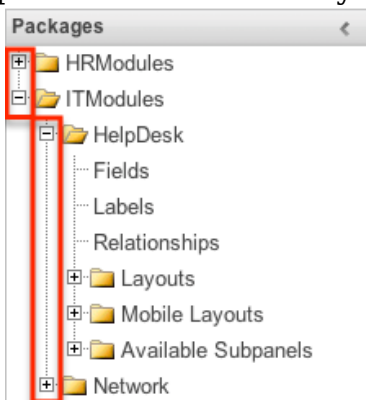 Packages
HRModules
ITModules
HelpDesk
Fields
Labels
Relationships
Layouts
Mobile Layouts
Available Subpanels
Network